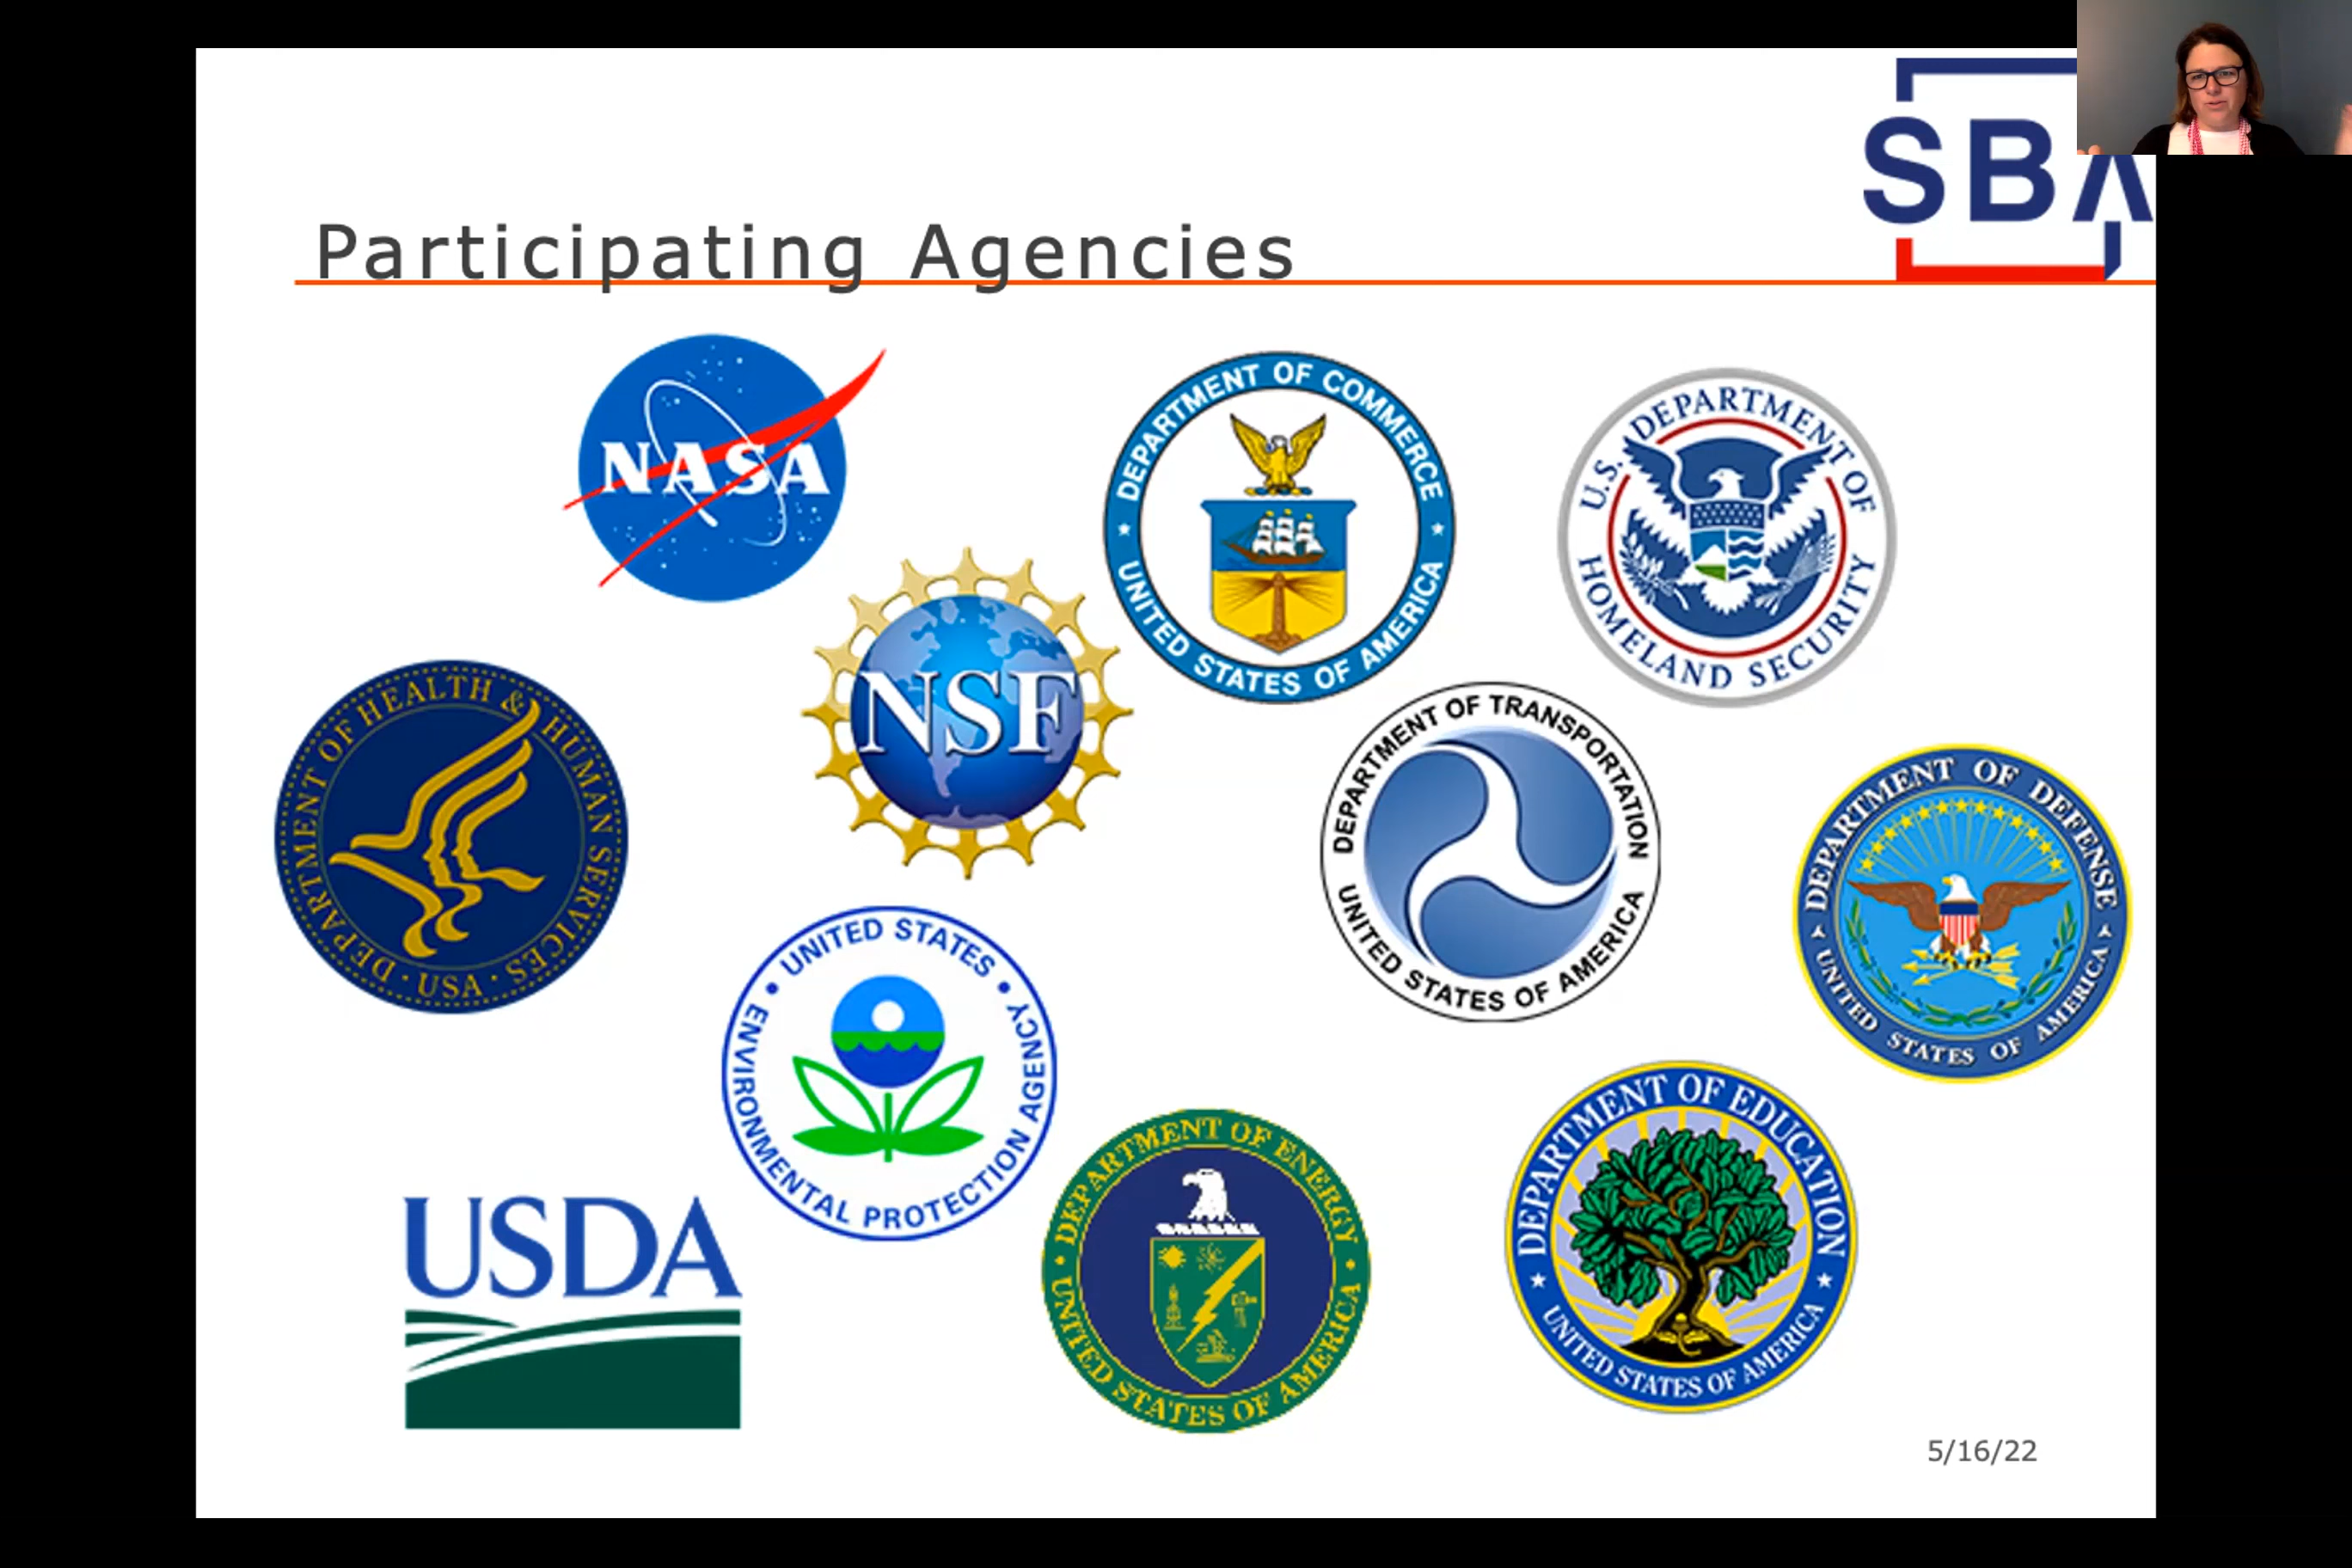 SBA
Participating Agencies
NASA
DEPARTMENT OF COMMERCE
UNITED STATES OF AMERICA
U.S. DEPARTMENT OF
HOMELAND SECURITY
NSF
DEPARTMENT OF HEALTH & HUMAN SERVICES · USA ·
DEPARTMENT OF TRANSPORTATION
UNITED STATES OF AMERICA
DEPARTMENT OF DEFENSE
UNITED STATES OF AMERICA
• UNITED STATES •
ENVIRONMENTAL PROTECTION AGENCY
DEPARTMENT OF ENERGY
UNITED STATES OF AMERICA
DEPARTMENT OF EDUCATION
UNITED STATES OF AMERICA
USDA
5/16/22